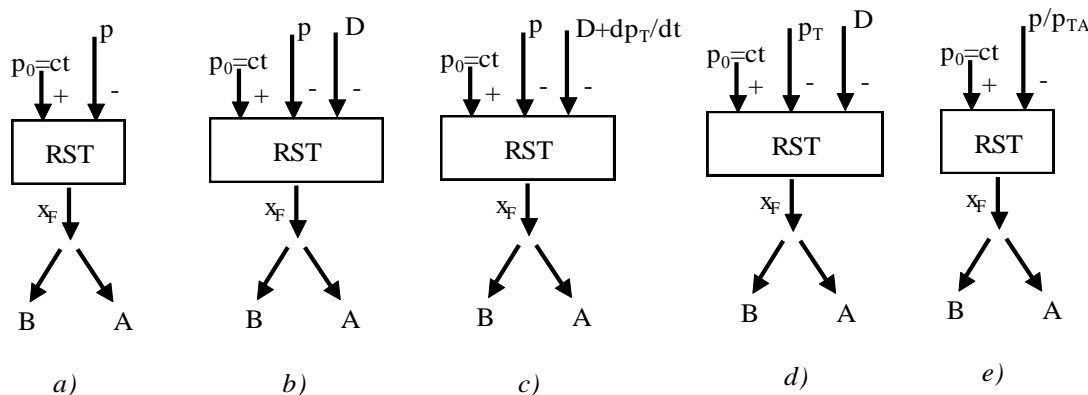 p p D p D+dpT/dt pT D p/pTA
p0=ct p0=ct p0=ct p0=ct p0=ct
+ - + - - + - - + - - + -
RST RST RST RST RST
xF xF xF xF xF
B A B A B A B A B A
a) b) c) d) e)